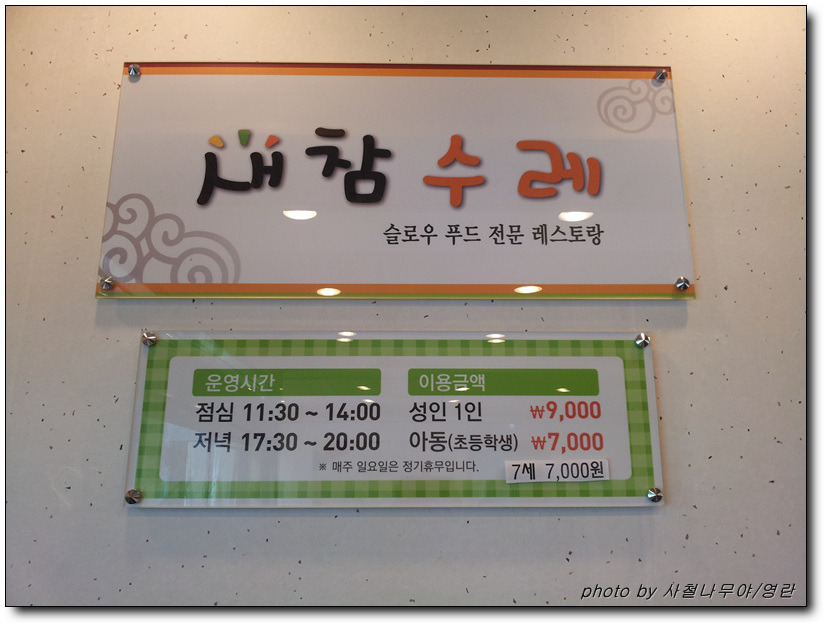 새참 수레
슬로우 푸드 전문 레스토랑
운영시간
점심 11:30 ~ 14:00
저녁 17:30 ~ 20:00
※ 매주 일요일은 정기휴무입니다.
이용금액
성인 1인 ₩9,000
아동(초등학생) ₩7,000
7세 7,000원
photo by 사철나무아/영란